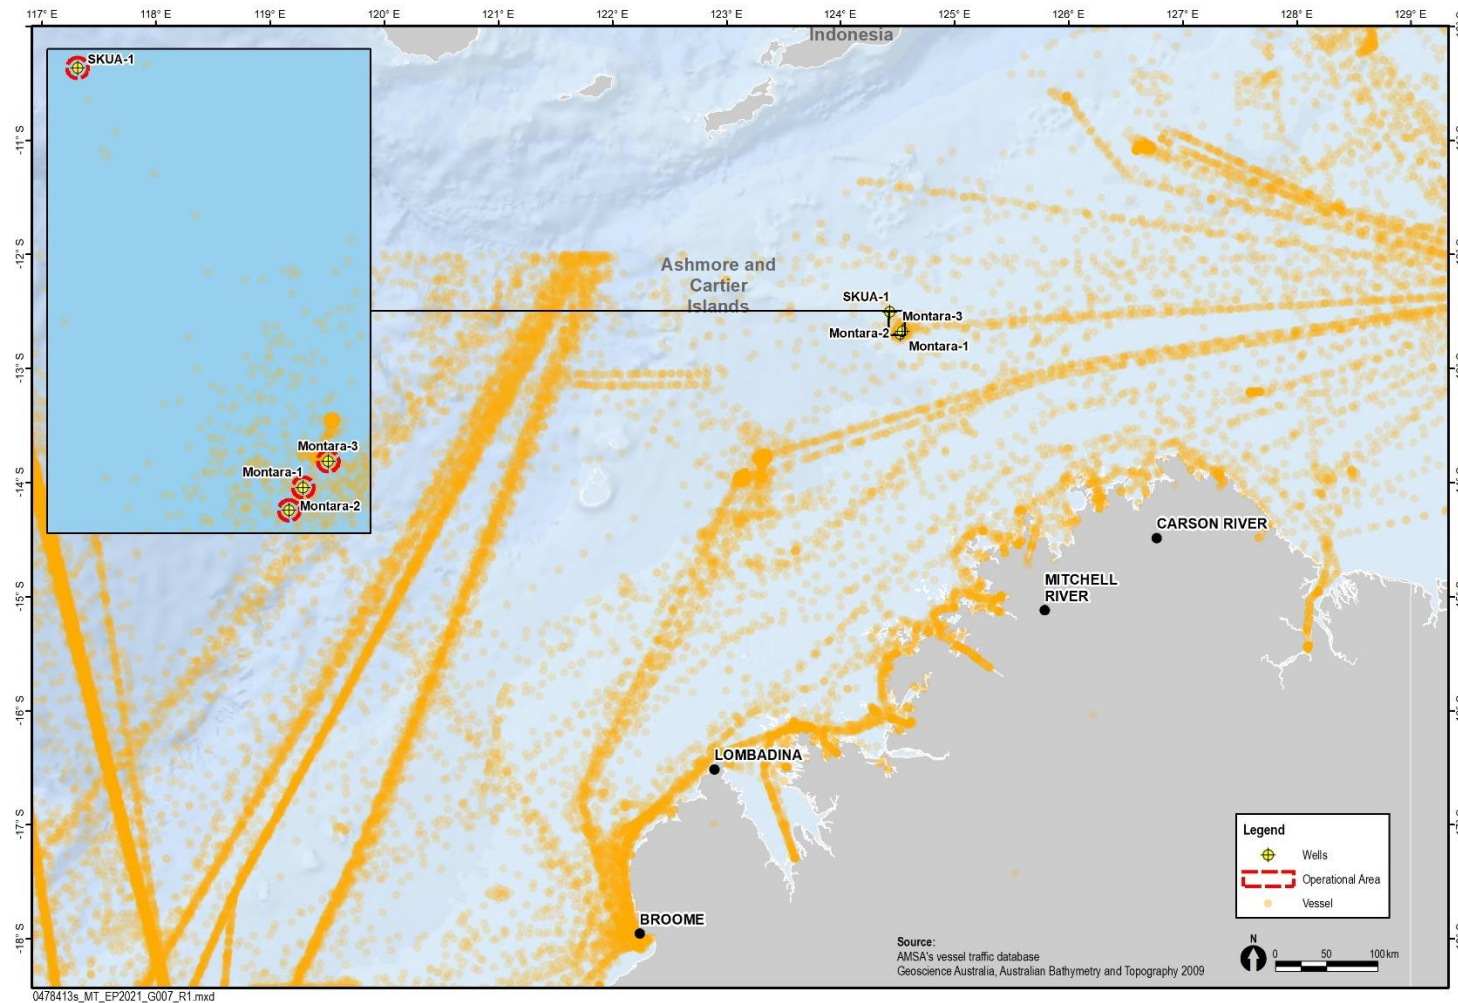 117° E 118° E 119° E 120° E 121° E 122° E 123° E 124° E 125° E 126° E 127° E 128° E 129° E
Indonesia
SKUA-1
-11° S
-12° S
Ashmore and
Cartier
Islands
SKUA-1
Montara-3
Montara-2
Montara-1
-13° S
Montara-3
Montara-1
Montara-2
-14° S
CARSON RIVER
MITCHELL
RIVER
-15° S
-16° S
LOMBADINA
-17° S
BROOME
-18° S
Legend
Wells
Operational Area
Vessel
Source:
AMSA's vessel traffic database
Geoscience Australia, Australian Bathymetry and Topography 2009
N
0 50 100 km
0478413s_MT_EP2021_G007_R1.mxd